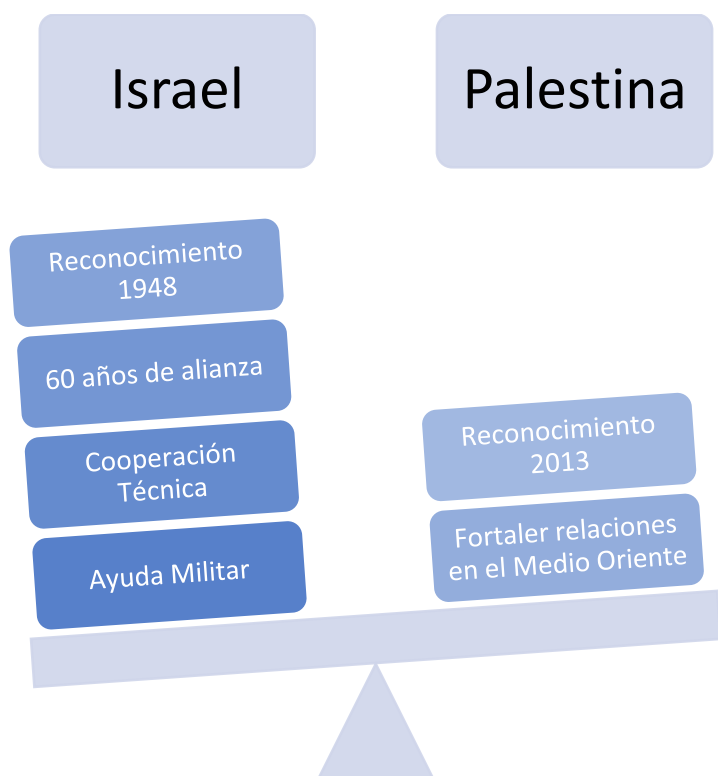 Israel
Palestina
Reconocimiento
1948
60 años de alianza
Cooperación
Técnica
Ayuda Militar
Reconocimiento
2013
Fortaler relaciones
en el Medio Oriente